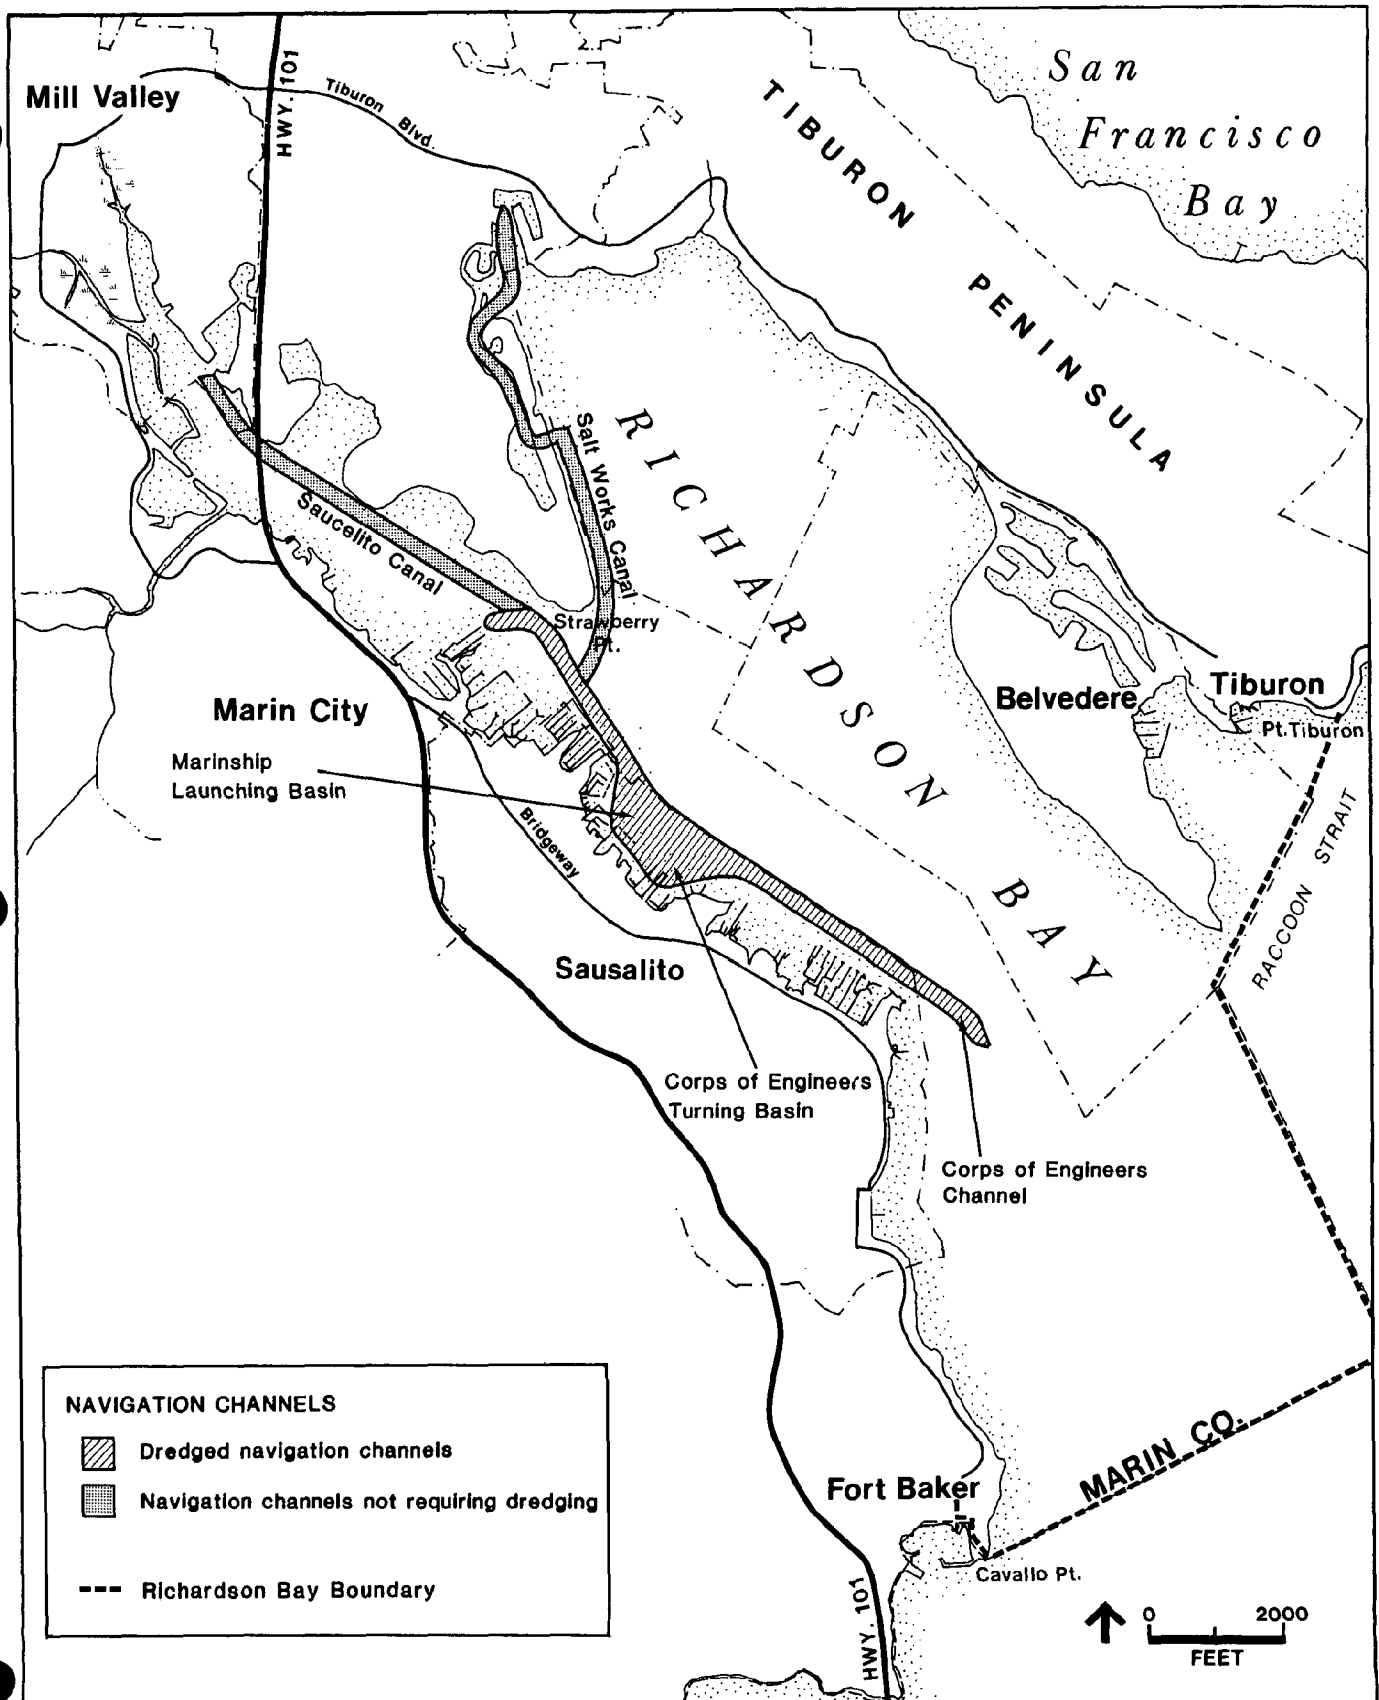 San
Francisco
Bay
Mill Valley
HWY. 101
Tiburon Blvd.
TIBURON
PENINSULA
RICHARDSON BAY
Salt Works Canal
Saucelito Canal
Strawberry
Pt.
Marin City
Belvedere
Tiburon
Pt. Tiburon
Marinship
Launching Basin
Bridgeway
RACCOON STRAIT
Sausalito
Corps of Engineers
Turning Basin
Corps of Engineers
Channel
NAVIGATION CHANNELS
Dredged navigation channels
Navigation channels not requiring dredging
Richardson Bay Boundary
MARIN CO.
Fort Baker
Cavallo Pt.
HWY. 101
0 2000
FEET